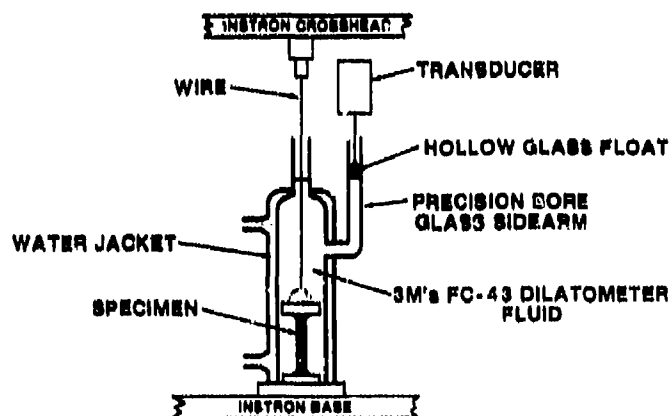 INSTRON CROSSHEAD
TRANSDUCER
WIRE
HOLLOW GLASS FLOAT
PRECISION BORE
GLASS SIDEARM
WATER JACKET
3M's FC-43 DILATOMETER
FLUID
SPECIMEN
INSTRON BASE